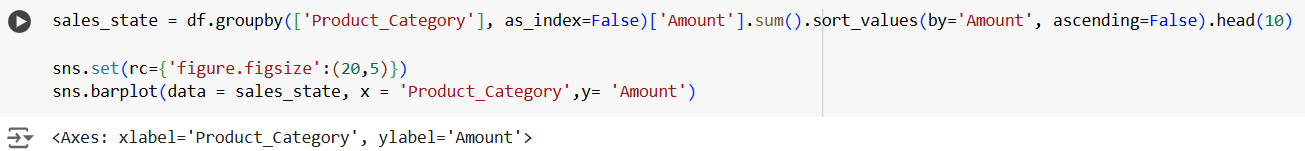 sales_state = df.groupby(['Product_Category'], as_index=False)['Amount'].sum().sort_values(by='Amount', ascending=False).head(10)
sns.set(rc={'figure.figsize':(20,5)})
sns.barplot(data = sales_state, x = 'Product_Category',y= 'Amount')
<Axes: xlabel='Product_Category', ylabel='Amount'>